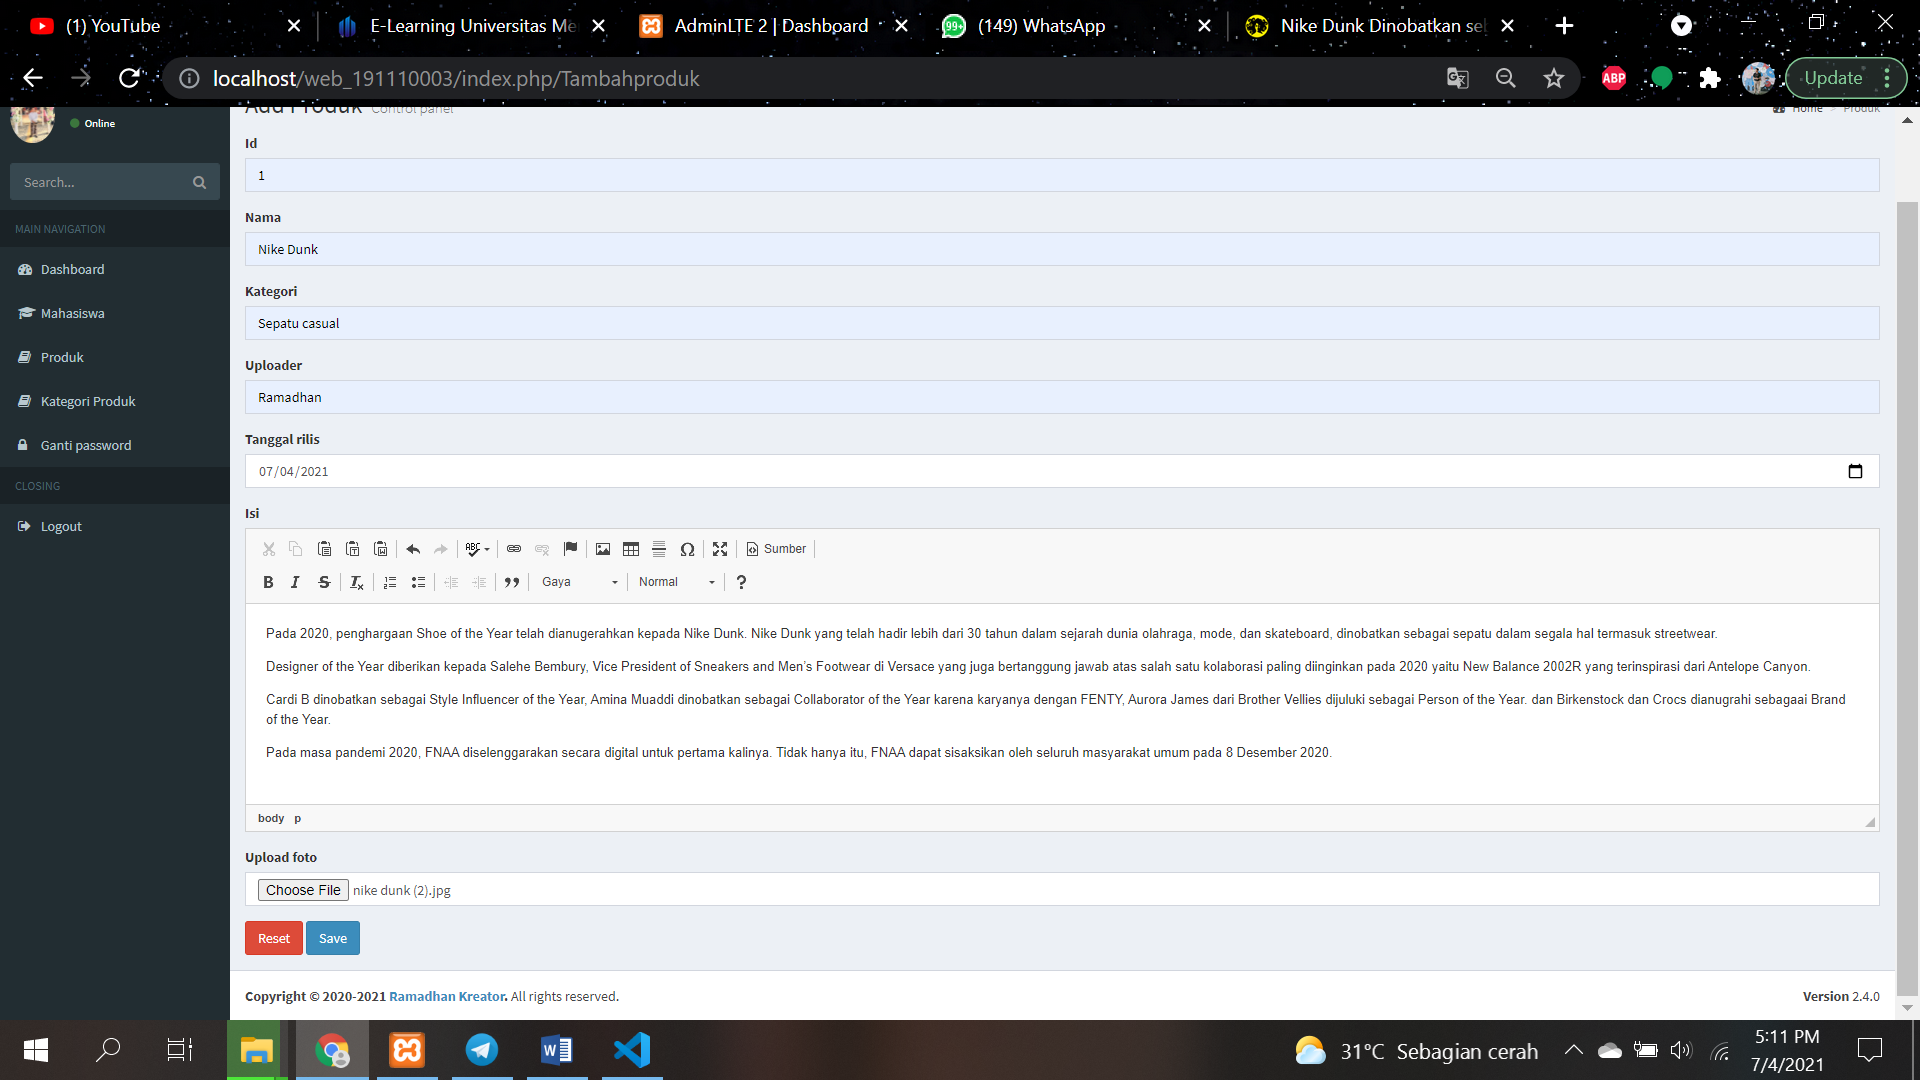 (1) YouTube
E-Learning Universitas Me
AdminLTE 2 | Dashboard
99+
(149) WhatsApp
Nike Dunk Dinobatkan sel
localhost/web_191110003/index.php/Tambahproduk
ABP
Update
Online
Add Produk Control panel
Home
Produk
Search...
MAIN NAVIGATION
Dashboard
Mahasiswa
Produk
Kategori Produk
Ganti password
CLOSING
Logout
Id
1
Nama
Nike Dunk
Kategori
Sepatu casual
Uploader
Ramadhan
Tanggal rilis
07/04/2021
Isi
ABC
Sumber
B I S Tx
Gaya
Normal
?
Pada 2020, penghargaan Shoe of the Year telah dianugerahkan kepada Nike Dunk. Nike Dunk yang telah hadir lebih dari 30 tahun dalam sejarah dunia olahraga, mode, dan skateboard, dinobatkan sebagai sepatu dalam segala hal termasuk streetwear.
Designer of the Year diberikan kepada Salehe Bembury, Vice President of Sneakers and Men's Footwear di Versace yang juga bertanggung jawab atas salah satu kolaborasi paling diinginkan pada 2020 yaitu New Balance 2002R yang terinspirasi dari Antelope Canyon.
Cardi B dinobatkan sebagai Style Influencer of the Year, Amina Muaddi dinobatkan sebagai Collaborator of the Year karena karyanya dengan FENTY, Aurora James dari Brother Vellies dijuluki sebagai Person of the Year. dan Birkenstock dan Crocs dianugrahi sebagaai Brand
of the Year.
Pada masa pandemi 2020, FNAA diselenggarakan secara digital untuk pertama kalinya. Tidak hanya itu, FNAA dapat sisaksikan oleh seluruh masyarakat umum pada 8 Desember 2020.
body p
Upload foto
Choose File nike dunk (2).jpg
Reset Save
Copyright © 2020-2021 Ramadhan Kreator. All rights reserved.
Version 2.4.0
31°C Sebagian cerah
5:11 PM
7/4/2021